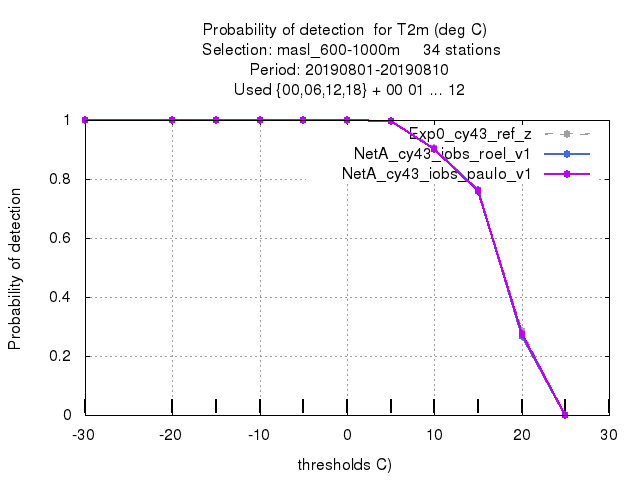 Probability of detection  for T2m (deg C)
Selection: masl_600-1000m     34 stations
Period: 20190801-20190810
Used {00,06,12,18} + 00 01 ... 12
Exp0_cy43_ref_z
NetA_cy43_iobs_roel_v1
NetA_cy43_iobs_paulo_v1
Probability of detection
1
0.8
0.6
0.4
0.2
0
-30 -20 -10 0 10 20 30
thresholds C)